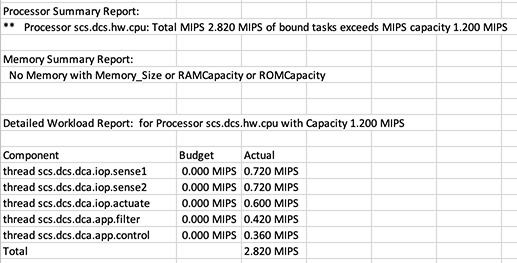 Processor Summary Report:
** Processor scs.dcs.hw.cpu: Total MIPS 2.820 MIPS of bound tasks exceeds MIPS capacity 1.200 MIPS
Memory Summary Report:
No Memory with Memory_Size or RAMCapacity or ROMCapacity
Detailed Workload Report: for Processor scs.dcs.hw.cpu with Capacity 1.200 MIPS
Component Budget Actual
thread scs.dcs.dca.iop.sense1 0.000 MIPS 0.720 MIPS
thread scs.dcs.dca.iop.sense2 0.000 MIPS 0.720 MIPS
thread scs.dcs.dca.iop.actuate 0.000 MIPS 0.600 MIPS
thread scs.dcs.dca.app.filter 0.000 MIPS 0.420 MIPS
thread scs.dcs.dca.app.control 0.000 MIPS 0.360 MIPS
Total 2.820 MIPS